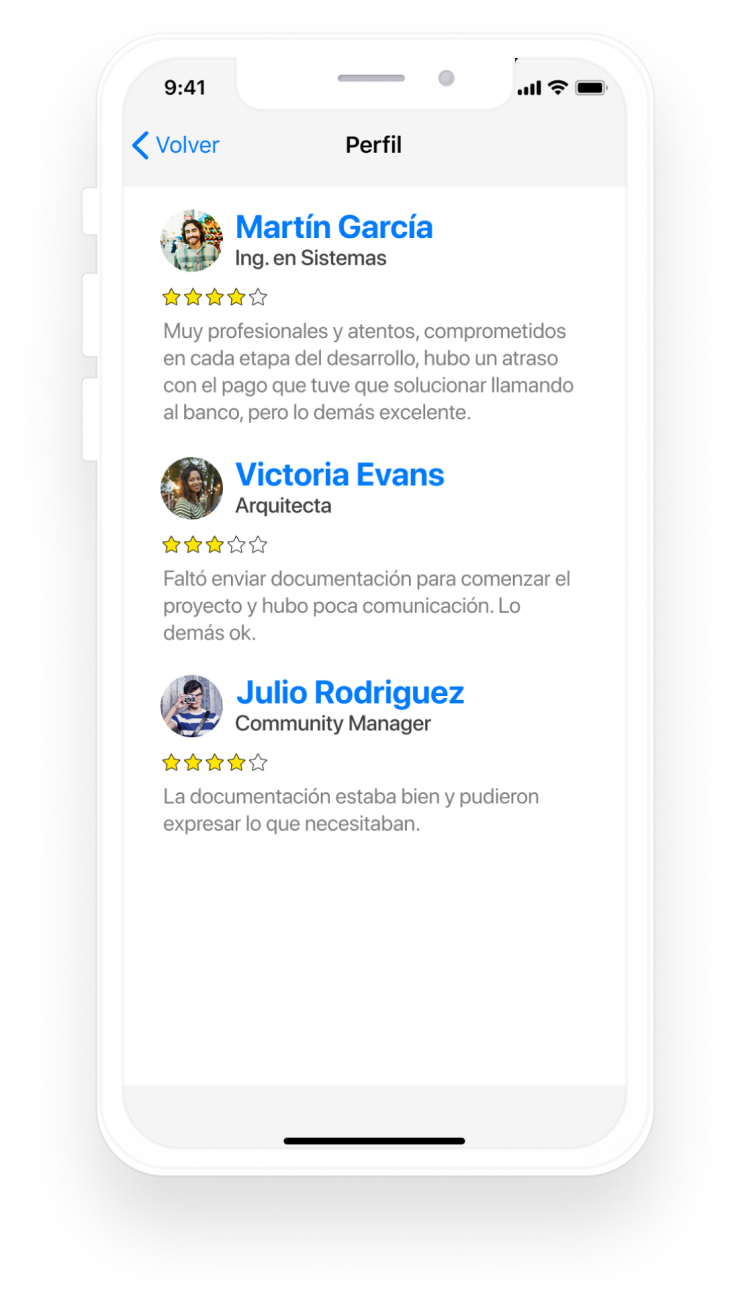 9:41
Volver
Perfil
Martín García
Ing. en Sistemas
Muy profesionales y atentos, comprometidos
en cada etapa del desarrollo, hubo un atraso
con el pago que tuve que solucionar llamando
al banco, pero lo demás excelente.
Victoria Evans
Arquitecta
Faltó enviar documentación para comenzar el
proyecto y hubo poca comunicación. Lo
demás ok.
Julio Rodriguez
Community Manager
La documentación estaba bien y pudieron
expresar lo que necesitaban.